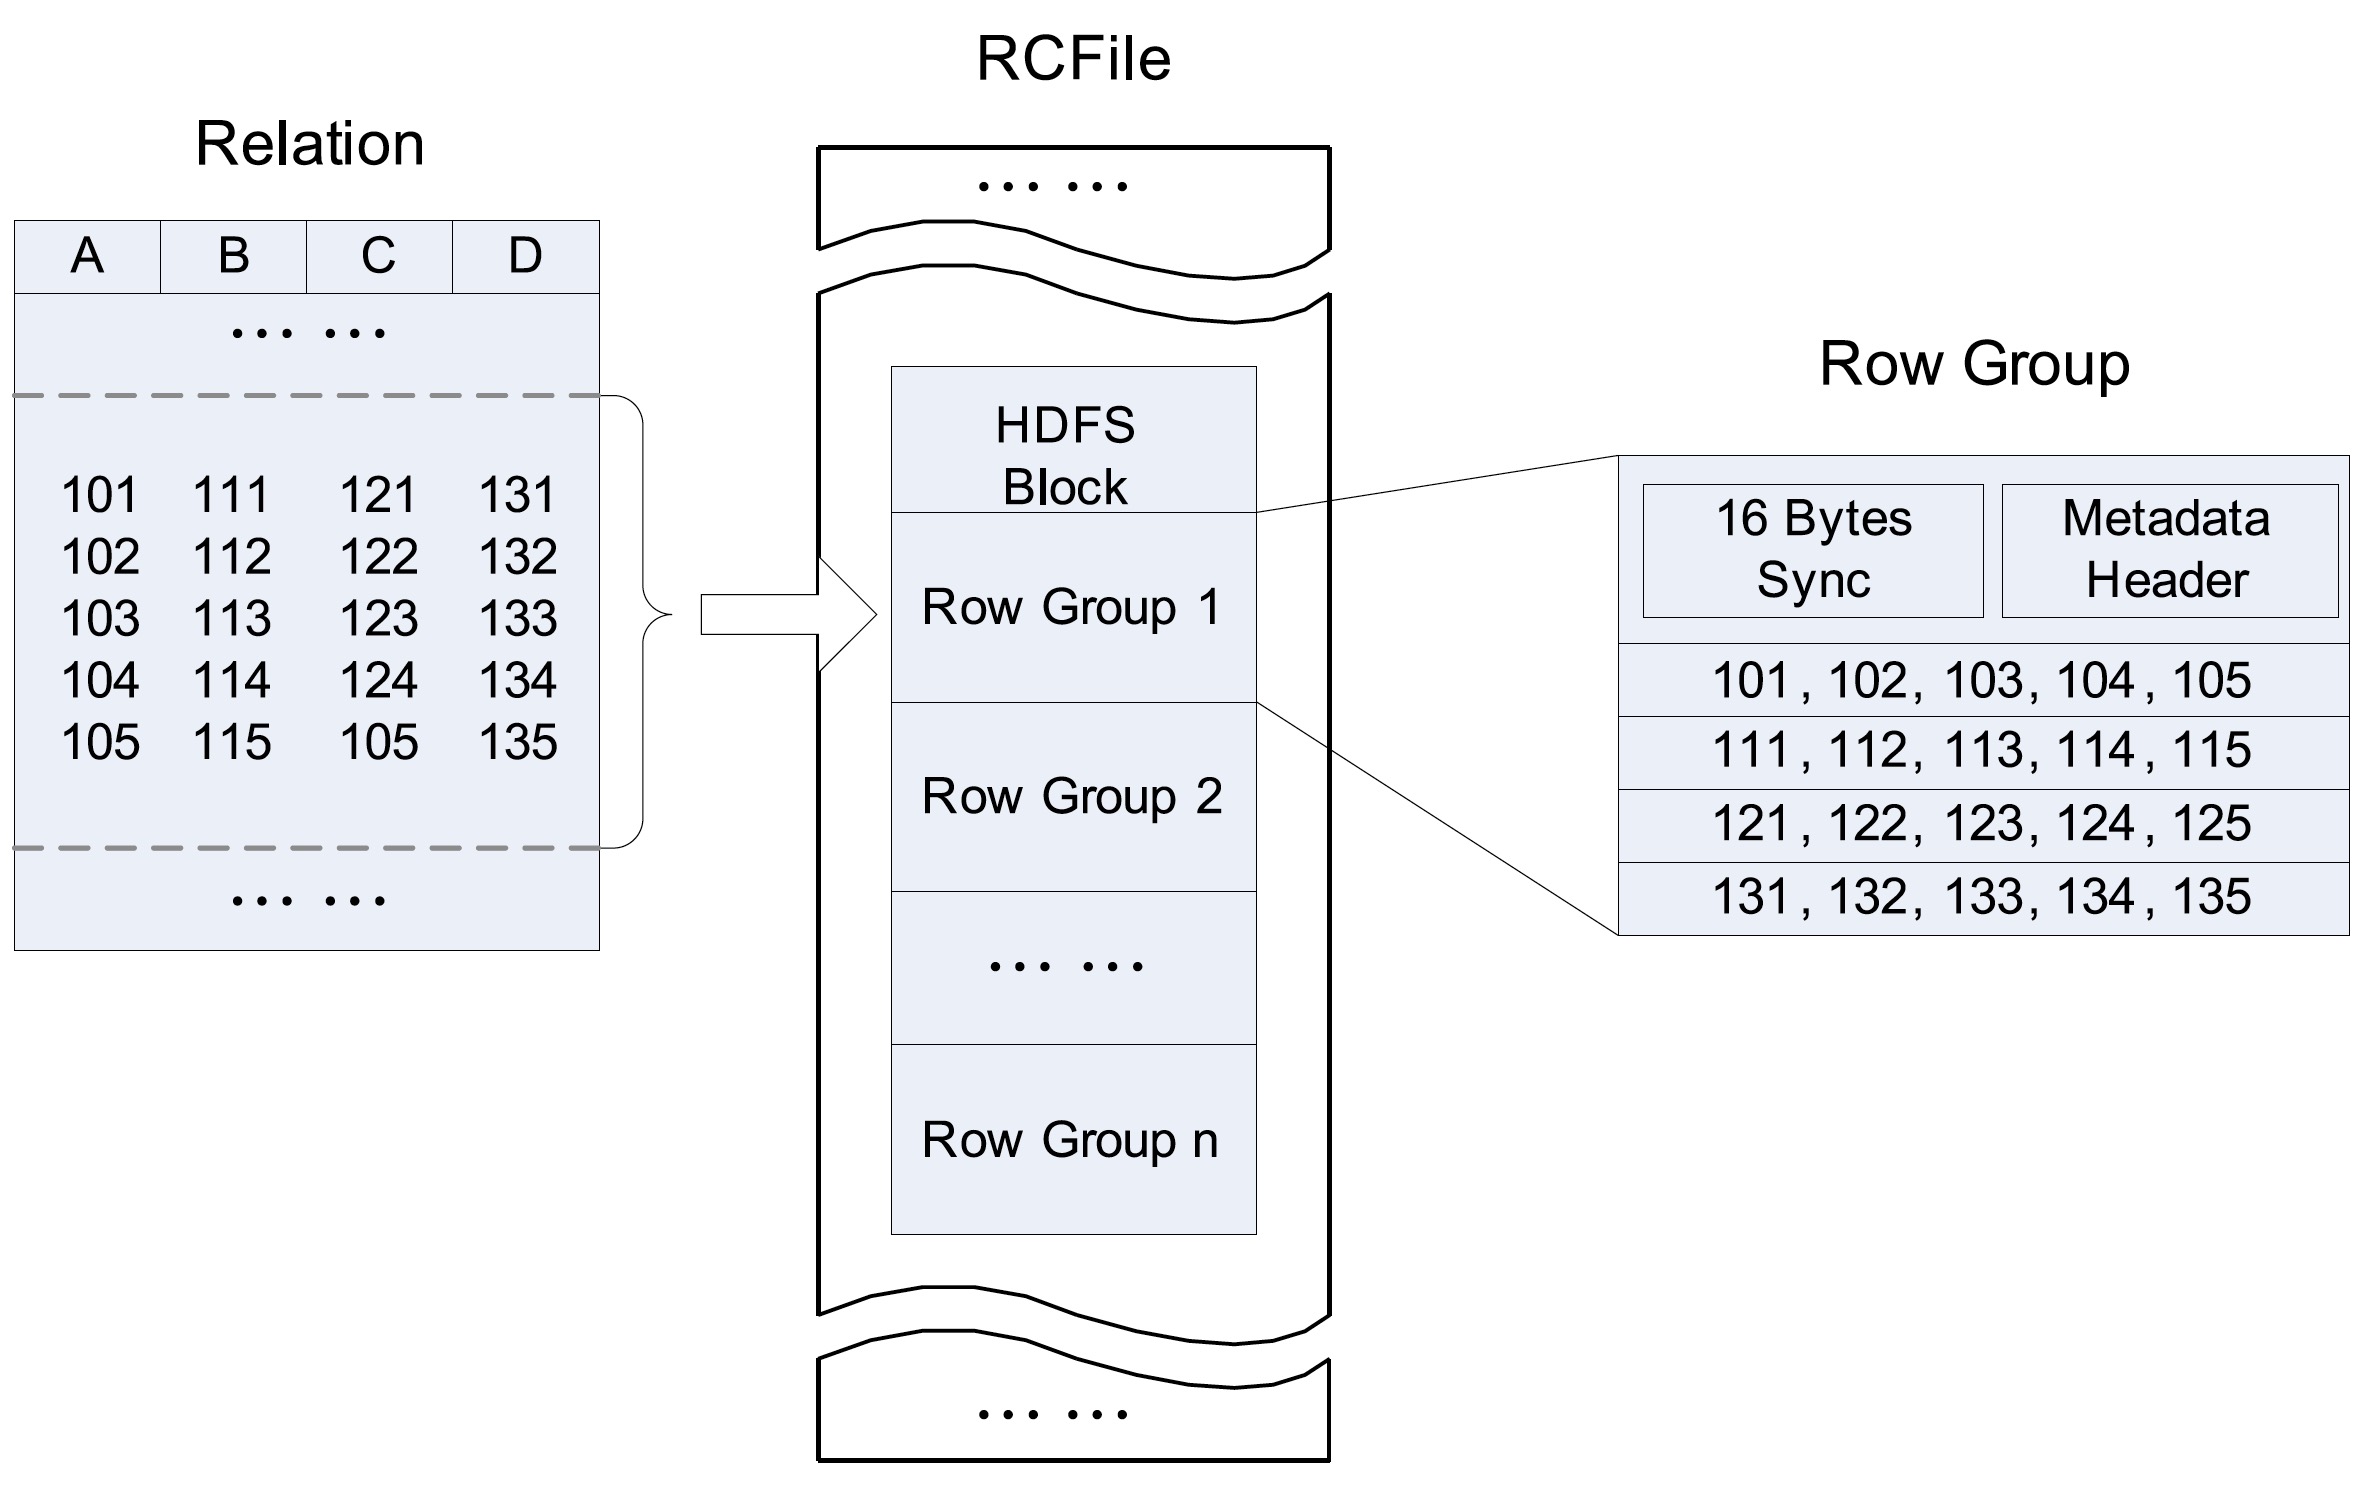 RCFile
Relation
A B C D
... ...
101 111 121 131
102 112 122 132
103 113 123 133
104 114 124 134
105 115 105 135
... ...
... ...
HDFS
Block
Row Group 1
Row Group 2
... ...
Row Group n
... ...
Row Group
16 Bytes
Sync
Metadata
Header
101, 102, 103, 104, 105
111, 112, 113, 114, 115
121, 122, 123, 124, 125
131, 132, 133, 134, 135